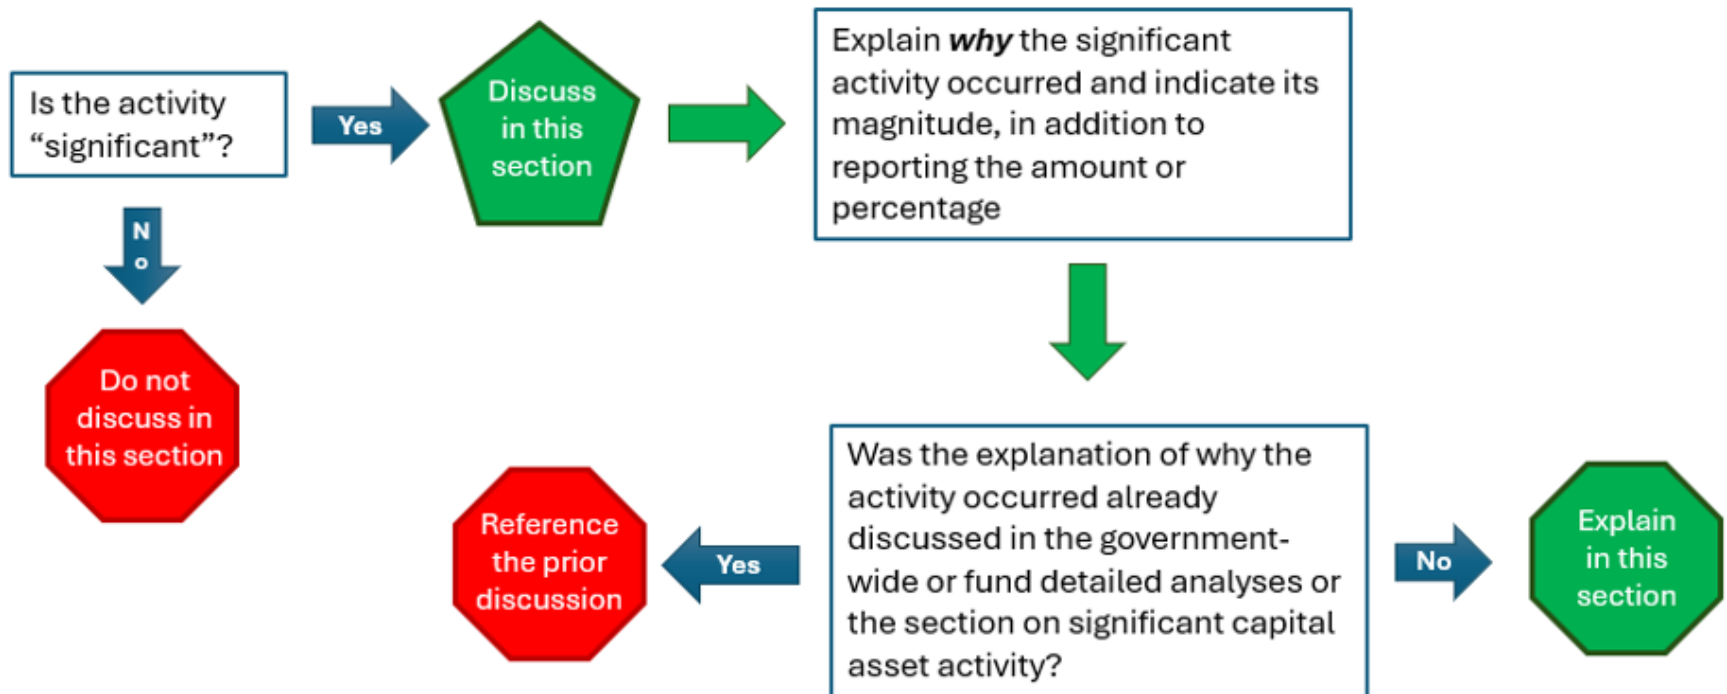 Is the activity
“significant”?
Yes
Discuss
in this
section
Explain why the significant
activity occurred and indicate its
magnitude, in addition to
reporting the amount or
percentage
N
o
Do not
discuss in
this section
Was the explanation of why the
activity occurred already
discussed in the government-
wide or fund detailed analyses or
the section on significant capital
asset activity?
Yes
Reference
the prior
discussion
No
Explain
in this
section